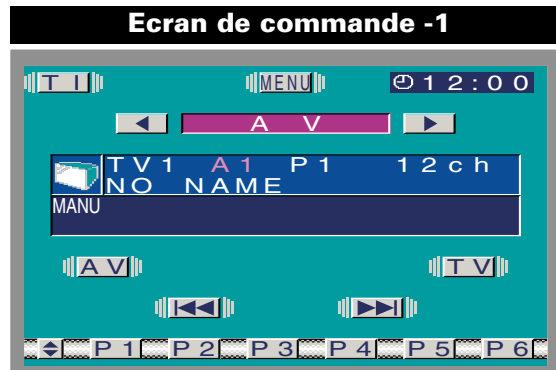 Ecran de commande -1
TI MENU 12:00
A V
TV1 A1 P1 12ch
NO NAME
MANU
AV TV
P1 P2 P3 P4 P5 P6